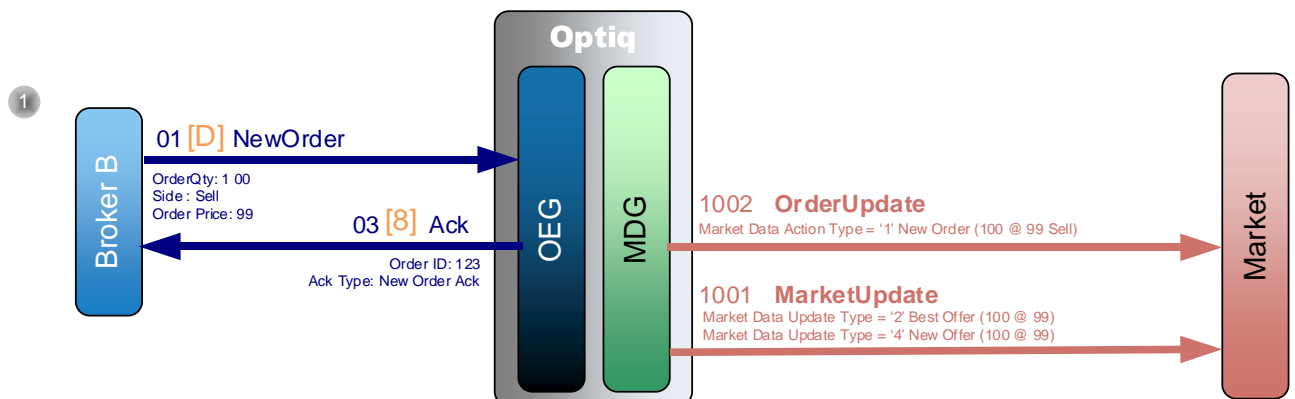 Optiq
1
Broker B
01 [D] NewOrder
OrderQty: 1 00
Side : Sell
Order Price: 99
03 [8] Ack
Order ID: 123
Ack Type: New Order Ack
OEG
MDG
1002 OrderUpdate
Market Data Action Type = ‘1’ New Order (100 @ 99 Sell)
1001 MarketUpdate
Market Data Update Type = ‘2’ Best Offer (100 @ 99)
Market Data Update Type = ‘4’ New Offer (100 @ 99)
Market